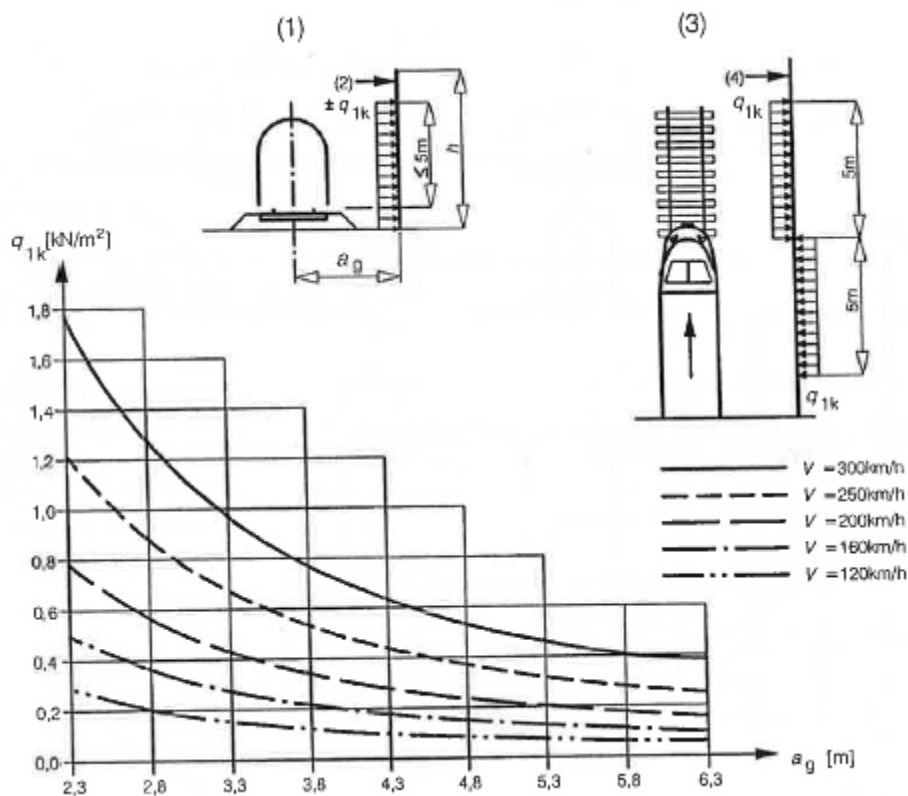 (1)
(3)
(2)
(4)
± q1k
q1k
≤ 5m
h
5m
5m
ag
q1k
q1k [kN/m²]
1,8
1,6
1,4
1,2
1,0
0,8
0,6
0,4
0,2
0,0
V = 300km/h
V = 250km/h
V = 200km/h
V = 160km/h
V = 120km/h
2,3 2,8 3,3 3,8 4,3 4,8 5,3 5,8 6,3
ag [m]